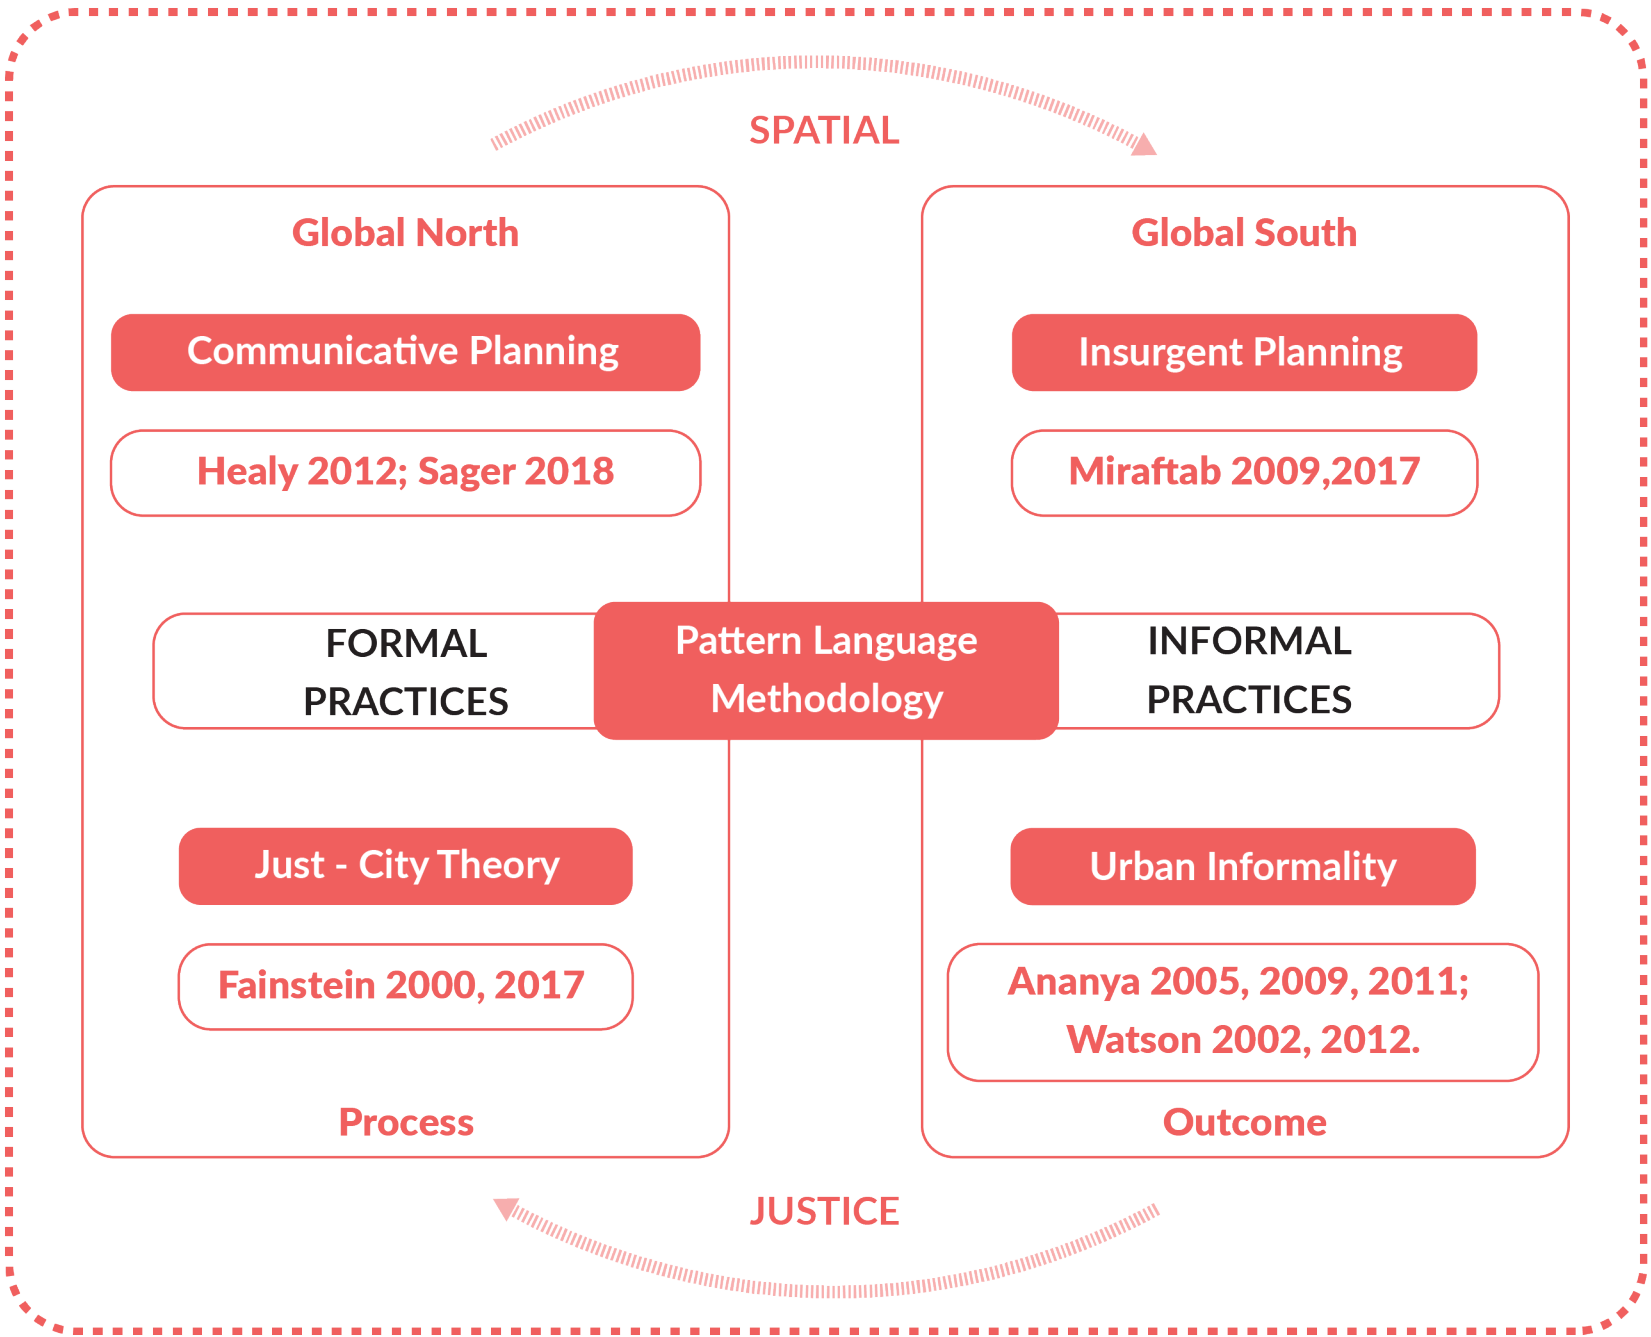 SPATIAL
Global North
Communicative Planning
Healy 2012; Sager 2018
FORMAL
PRACTICES
Just - City Theory
Fainstein 2000, 2017
Process
Pattern Language
Methodology
Global South
Insurgent Planning
Miraftab 2009,2017
INFORMAL
PRACTICES
Urban Informality
Ananya 2005, 2009, 2011;
Watson 2002, 2012.
Outcome
JUSTICE